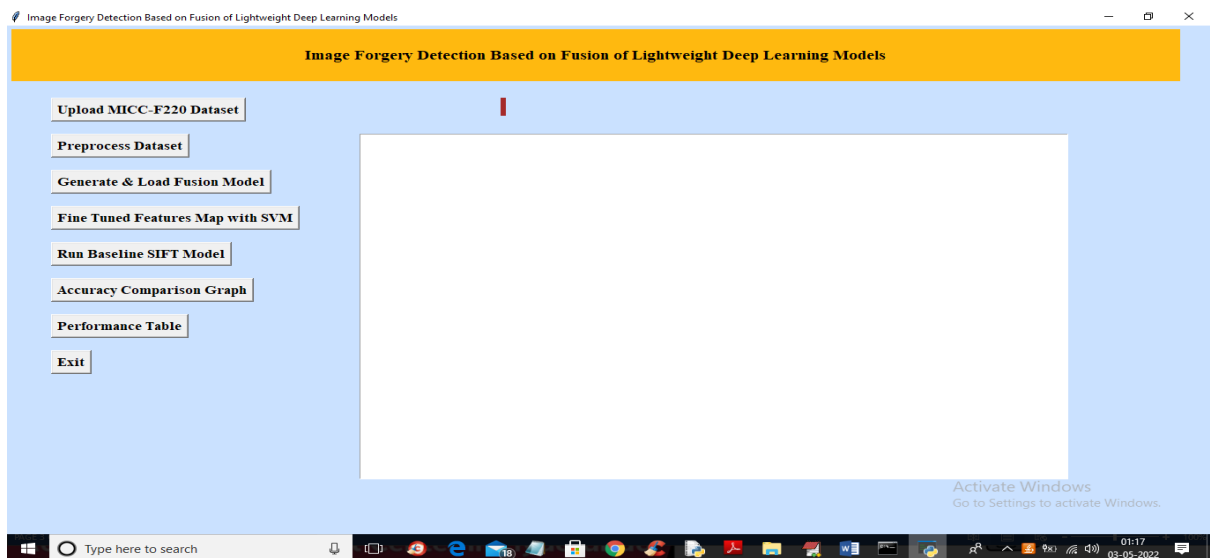 Image Forgery Detection Based on Fusion of Lightweight Deep Learning Models
Image Forgery Detection Based on Fusion of Lightweight Deep Learning Models
Upload MICC-F220 Dataset
Preprocess Dataset
Generate & Load Fusion Model
Fine Tuned Features Map with SVM
Run Baseline SIFT Model
Accuracy Comparison Graph
Performance Table
Exit
Activate Windows
Go to Settings to activate Windows.
Type here to search
18
01:17
03-05-2022